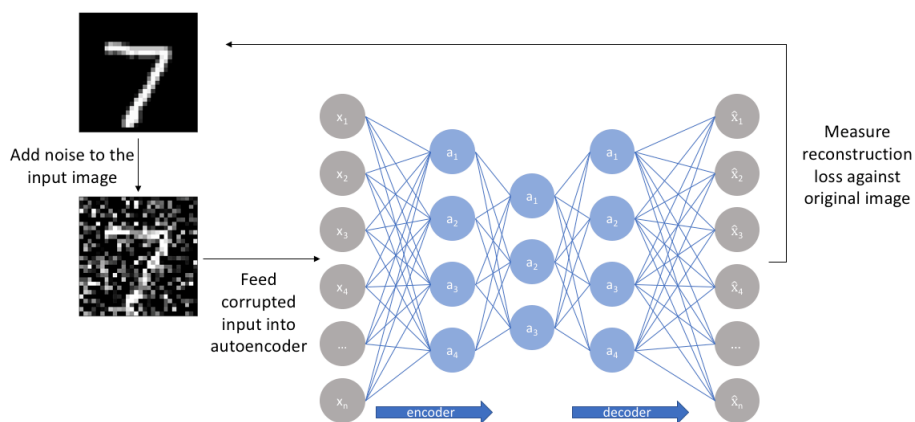 Add noise to the
input image
Feed
corrupted
input into
autoencoder
x₁
x₂
x₃
x₄
...
xₙ
a₁
a₂
a₃
a₄
a₁
a₂
a₃
a₁
a₂
a₃
a₄
x̂₁
x̂₂
x̂₃
x̂₄
...
x̂ₙ
encoder
decoder
Measure
reconstruction
loss against
original image
7
7